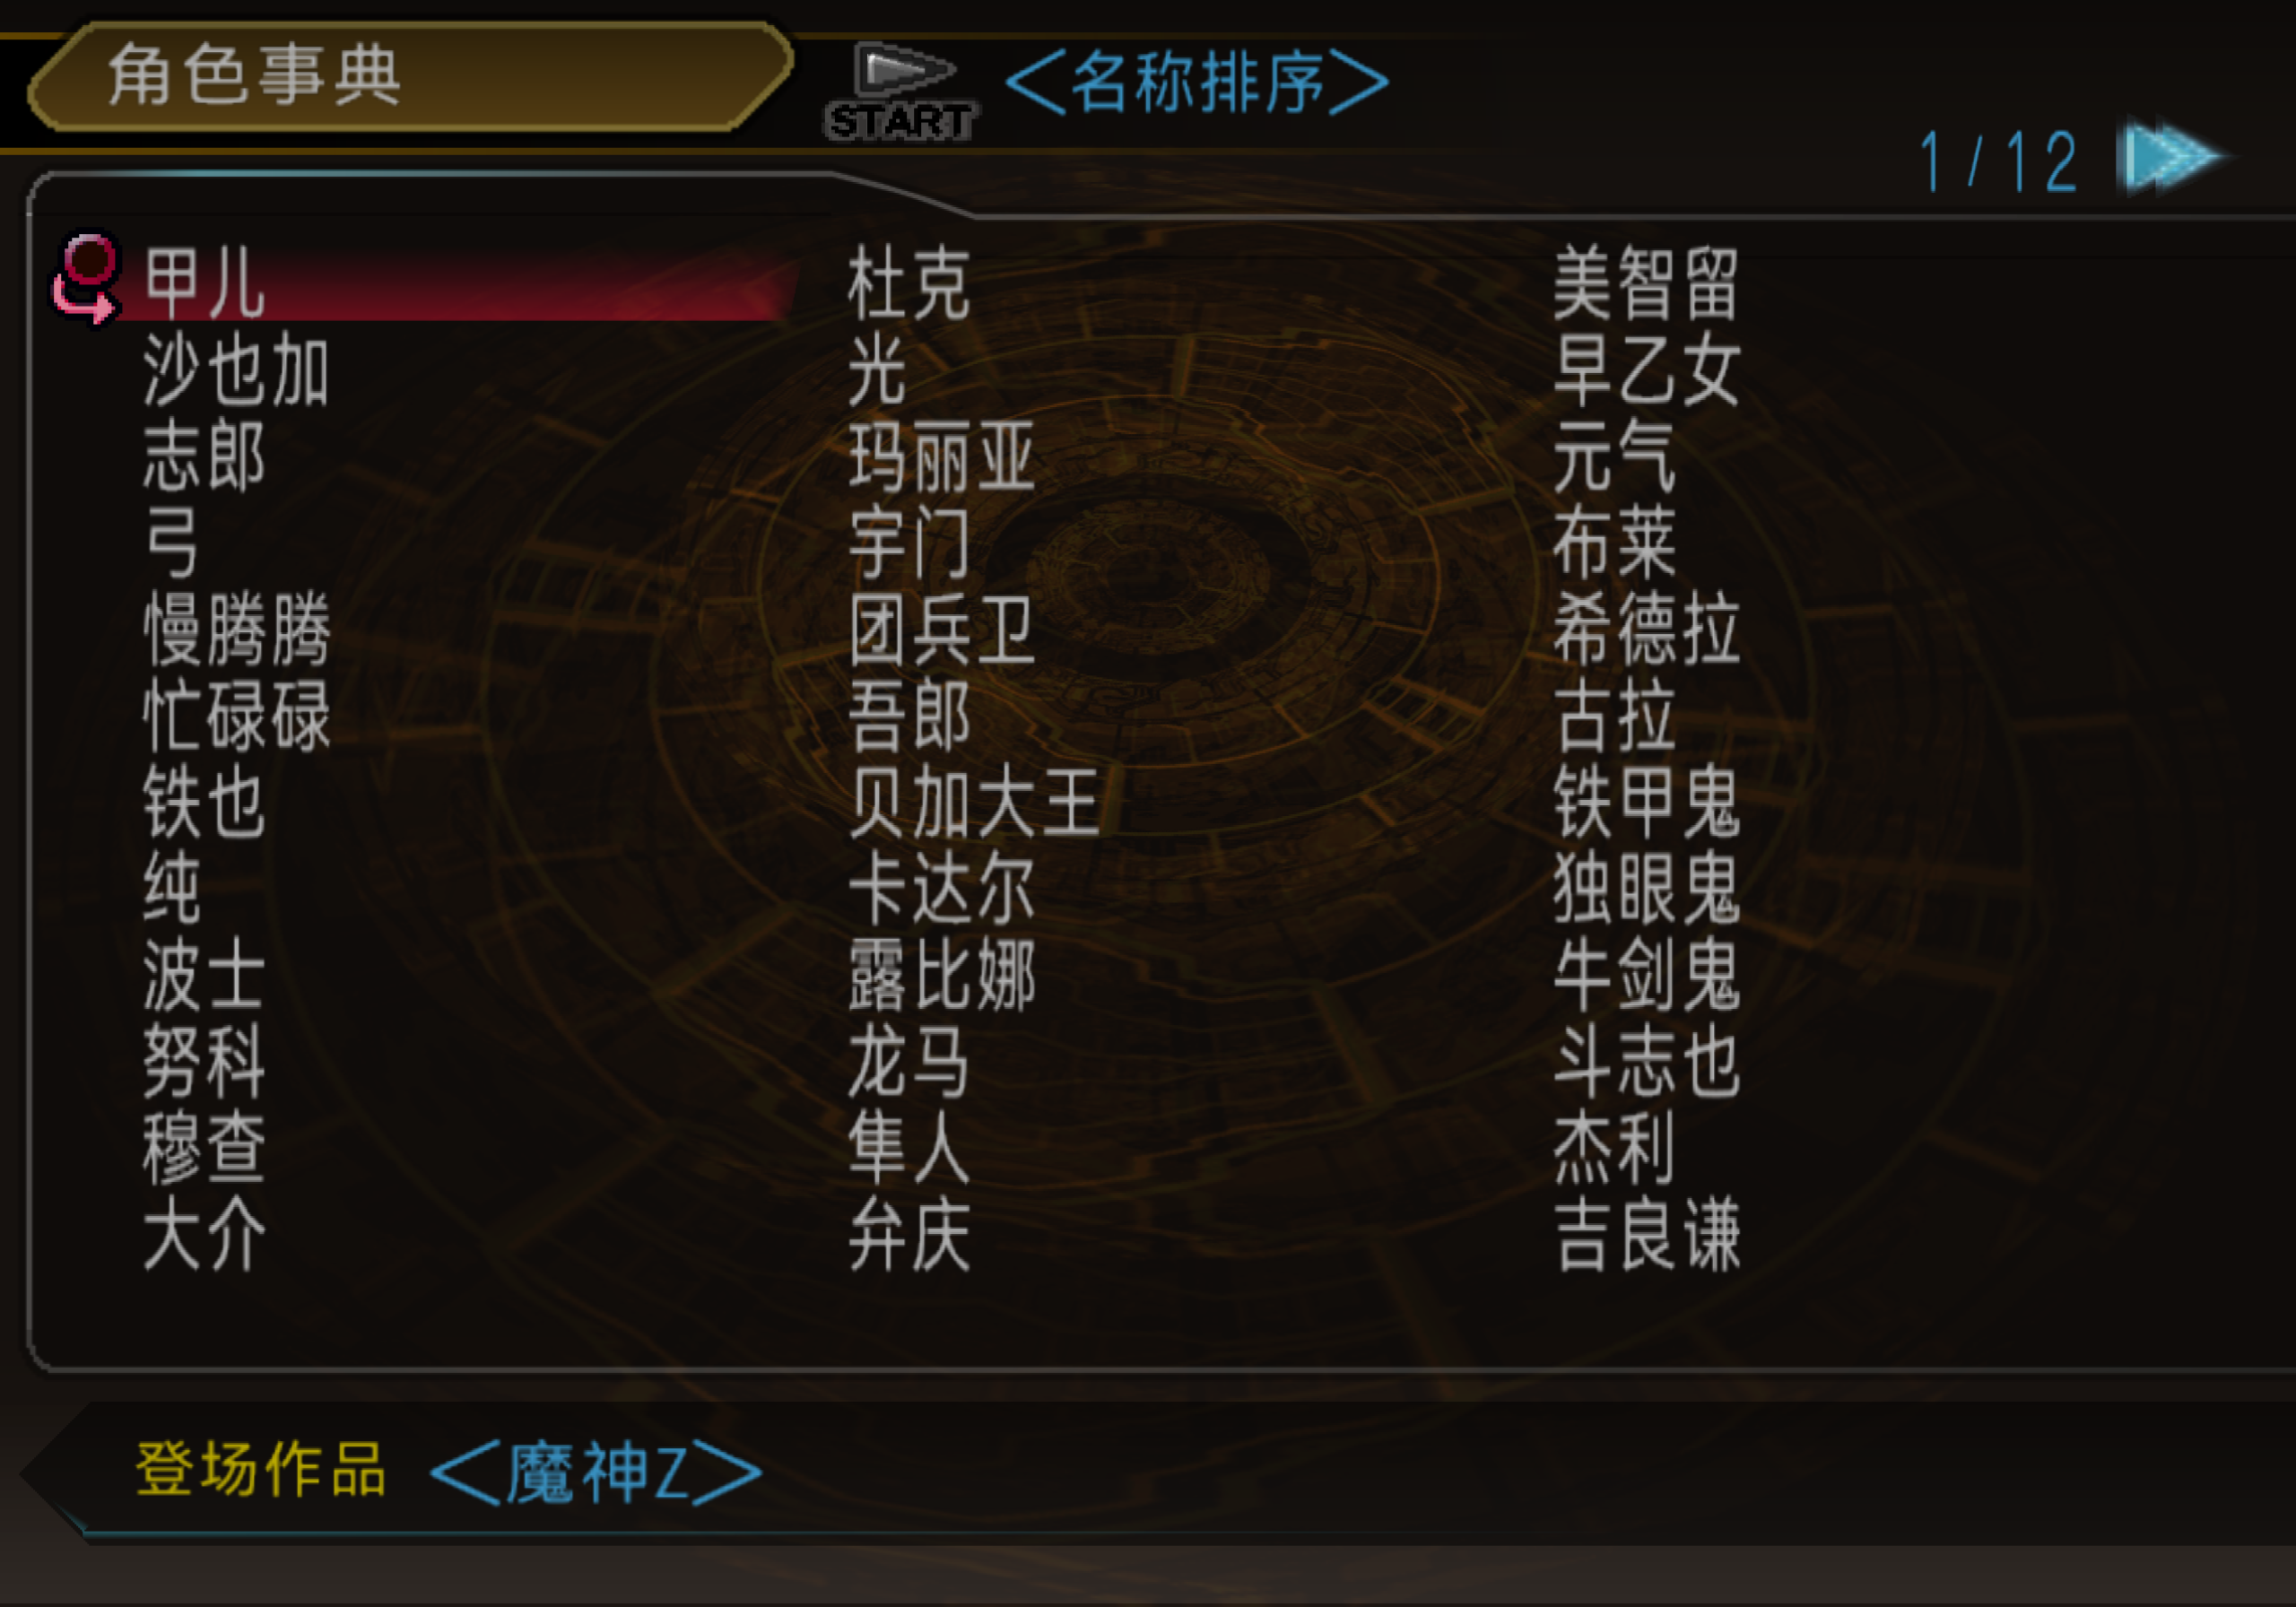 角色事典
START
<名称排序>
1/12
甲儿
沙也加
志郎
弓
慢腾腾
忙碌碌
铁也
纯
波士
努科
穆查
大介
杜克
光
玛丽亚
宇门
团兵卫
吾郎
贝加大王
卡达尔
露比娜
龙马
隼人
弁庆
美智留
早乙女
元气
布莱
希德拉
古拉
铁甲鬼
独眼鬼
牛剑鬼
斗志也
杰利
吉良谦
登场作品 <魔神Z>